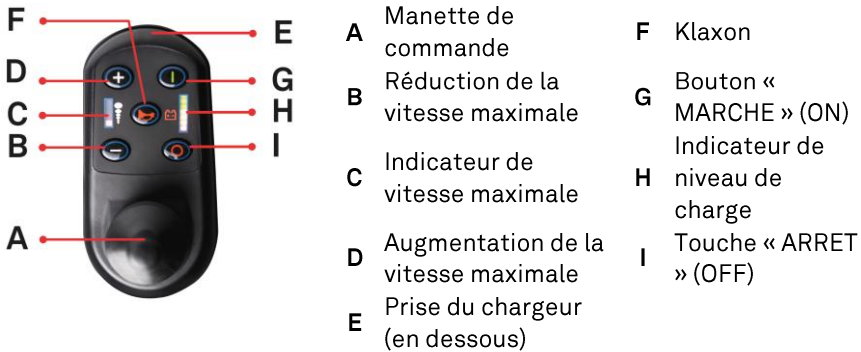 F
E
D
G
C
H
B
I
A
A Manette de
commande
B Réduction de la
vitesse maximale
C Indicateur de
vitesse maximale
D Augmentation de la
vitesse maximale
E Prise du chargeur
(en dessous)
F Klaxon
G Bouton «
MARCHE » (ON)
H Indicateur de
niveau de
charge
I Touche « ARRET
» (OFF)